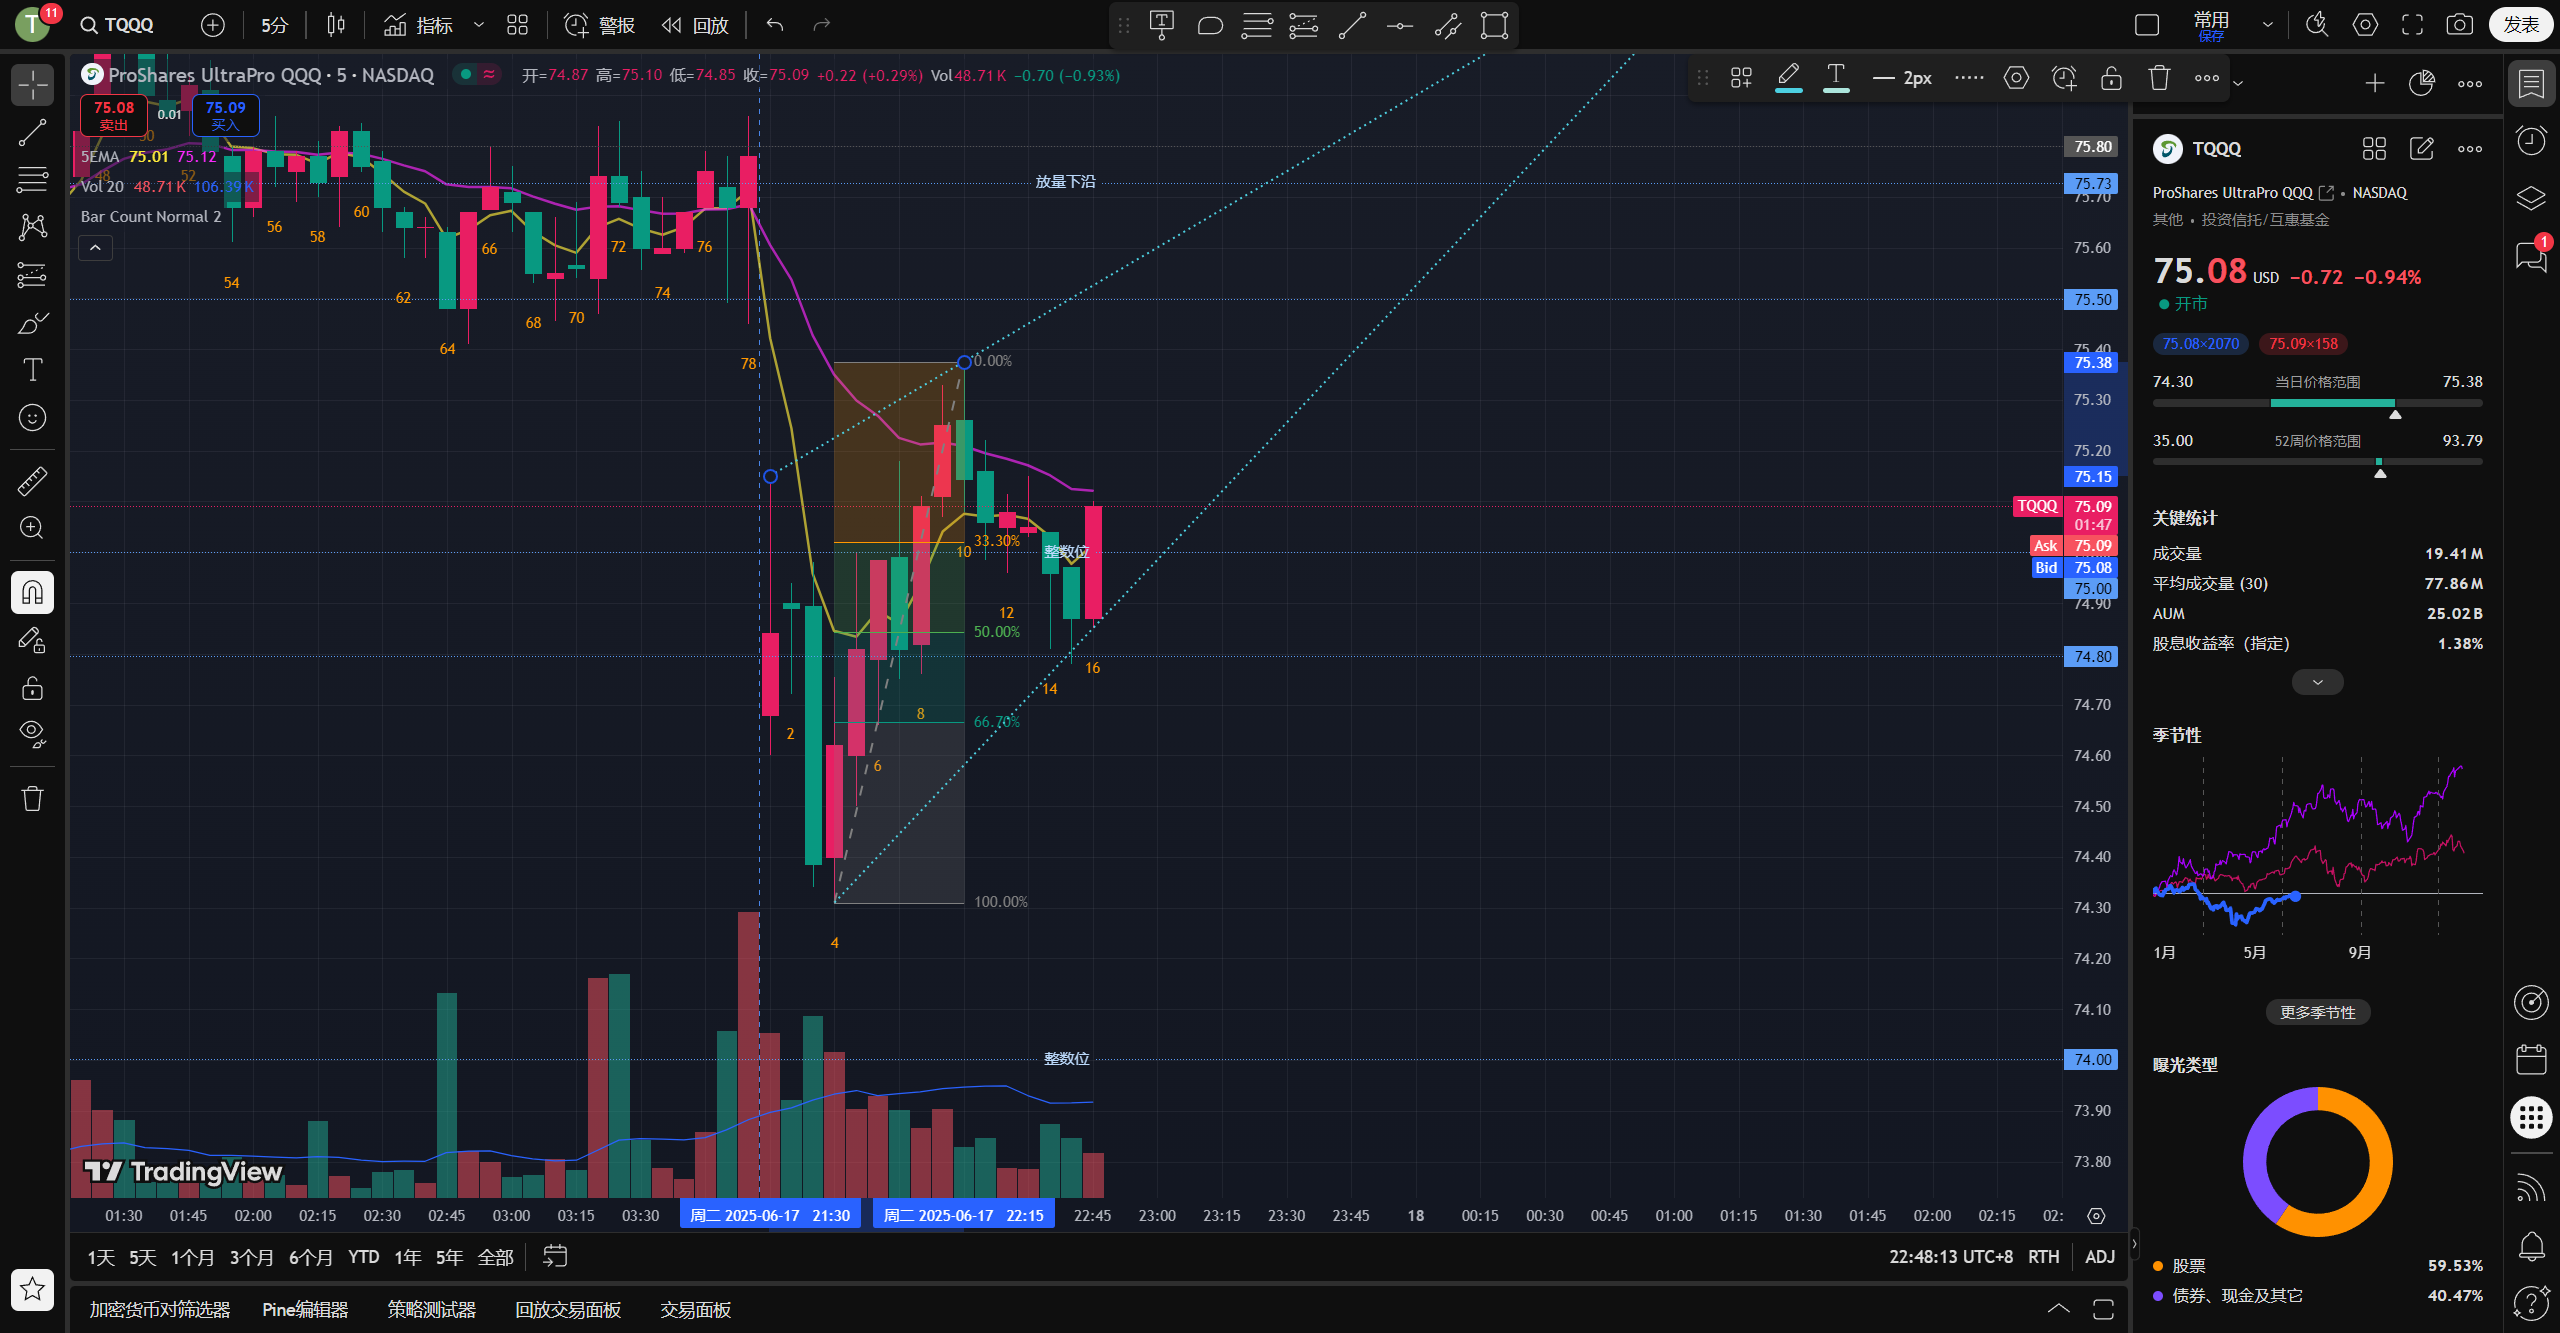 T 11 TQQQ 5分 指标 警报 回放 常用 保存 发表
ProShares UltraPro QQQ · 5 · NASDAQ 开=74.87 高=75.10 低=74.85 收=75.09 +0.22 (+0.29%) Vol48.71 K −0.70 (−0.93%)
2px
75.08 卖出 0.01 75.09 买入
5EMA 75.01 75.12
48
52
Vol 20 48.71 K 106.39 K
Bar Count Normal 2
54
56
58
60
62
64
66
68
70
72
74
76
78
2
4
6
8
10
12
14
16
放量下沿
整数位
整数位
0.00%
33.30%
50.00%
66.70%
100.00%
75.80
75.73
75.70
75.60
75.50
75.40
75.38
75.30
75.20
75.15
TQQQ 75.09
01:47
Ask 75.09
Bid 75.08
75.00
74.90
74.80
74.70
74.60
74.50
74.40
74.30
74.20
74.10
74.00
73.90
73.80
TradingView
01:30 01:45 02:00 02:15 02:30 02:45 03:00 03:15 03:30 周二 2025-06-17 21:30 周二 2025-06-17 22:15 22:45 23:00 23:15 23:30 23:45 18 00:15 00:30 00:45 01:00 01:15 01:30 01:45 02:00 02:15 02:
1天 5天 1个月 3个月 6个月 YTD 1年 5年 全部 22:48:13 UTC+8 RTH ADJ
加密货币对筛选器 Pine编辑器 策略测试器 回放交易面板 交易面板
TQQQ
ProShares UltraPro QQQ • NASDAQ
其他 • 投资信托/互惠基金
75.08 USD −0.72 −0.94%
开市
75.08×2070 75.09×158
74.30 当日价格范围 75.38
35.00 52周价格范围 93.79
1
关键统计
成交量 19.41 M
平均成交量 (30) 77.86 M
AUM 25.02 B
股息收益率（指定） 1.38%
季节性
1月 5月 9月
更多季节性
曝光类型
股票 59.53%
债券、现金及其它 40.47%